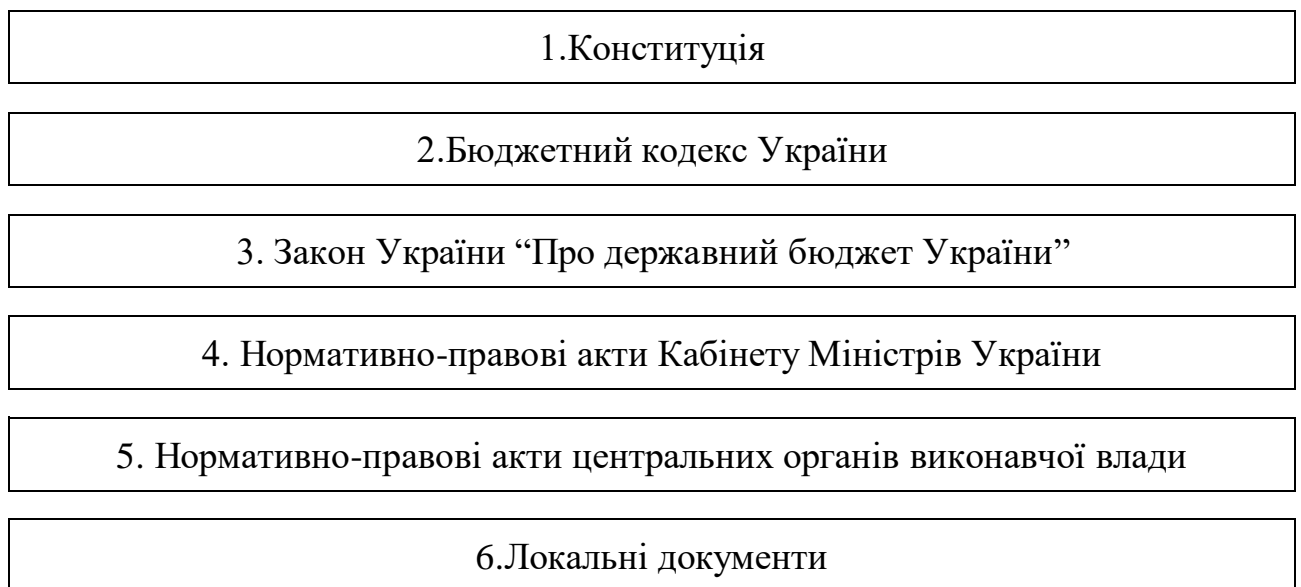 1.Конституція
2.Бюджетний кодекс України
3. Закон України “Про державний бюджет України”
4. Нормативно-правові акти Кабінету Міністрів України
5. Нормативно-правові акти центральних органів виконавчої влади
6.Локальні документи